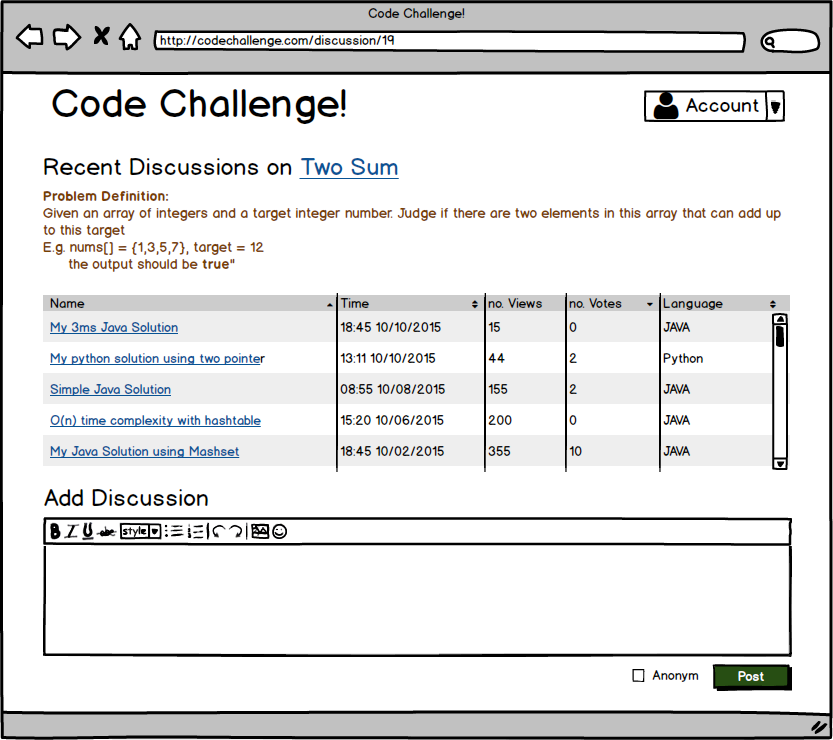 Code Challenge!
http://codechallenge.com/discussion/19
Code Challenge!
Account
Recent Discussions on Two Sum
Problem Definition:
Given an array of integers and a target integer number. Judge if there are two elements in this array that can add up
to this target
E.g. nums[] = {1,3,5,7}, target = 12
the output should be true"
Name Time no. Views no. Votes Language
My 3ms Java Solution 18:45 10/10/2015 15 0 JAVA
My python solution using two pointer 13:11 10/10/2015 44 2 Python
Simple Java Solution 08:55 10/08/2015 155 2 JAVA
O(n) time complexity with hashtable 15:20 10/06/2015 200 0 JAVA
My Java Solution using Mashset 18:45 10/02/2015 355 10 JAVA
Add Discussion
B I U abc style
Anonym Post